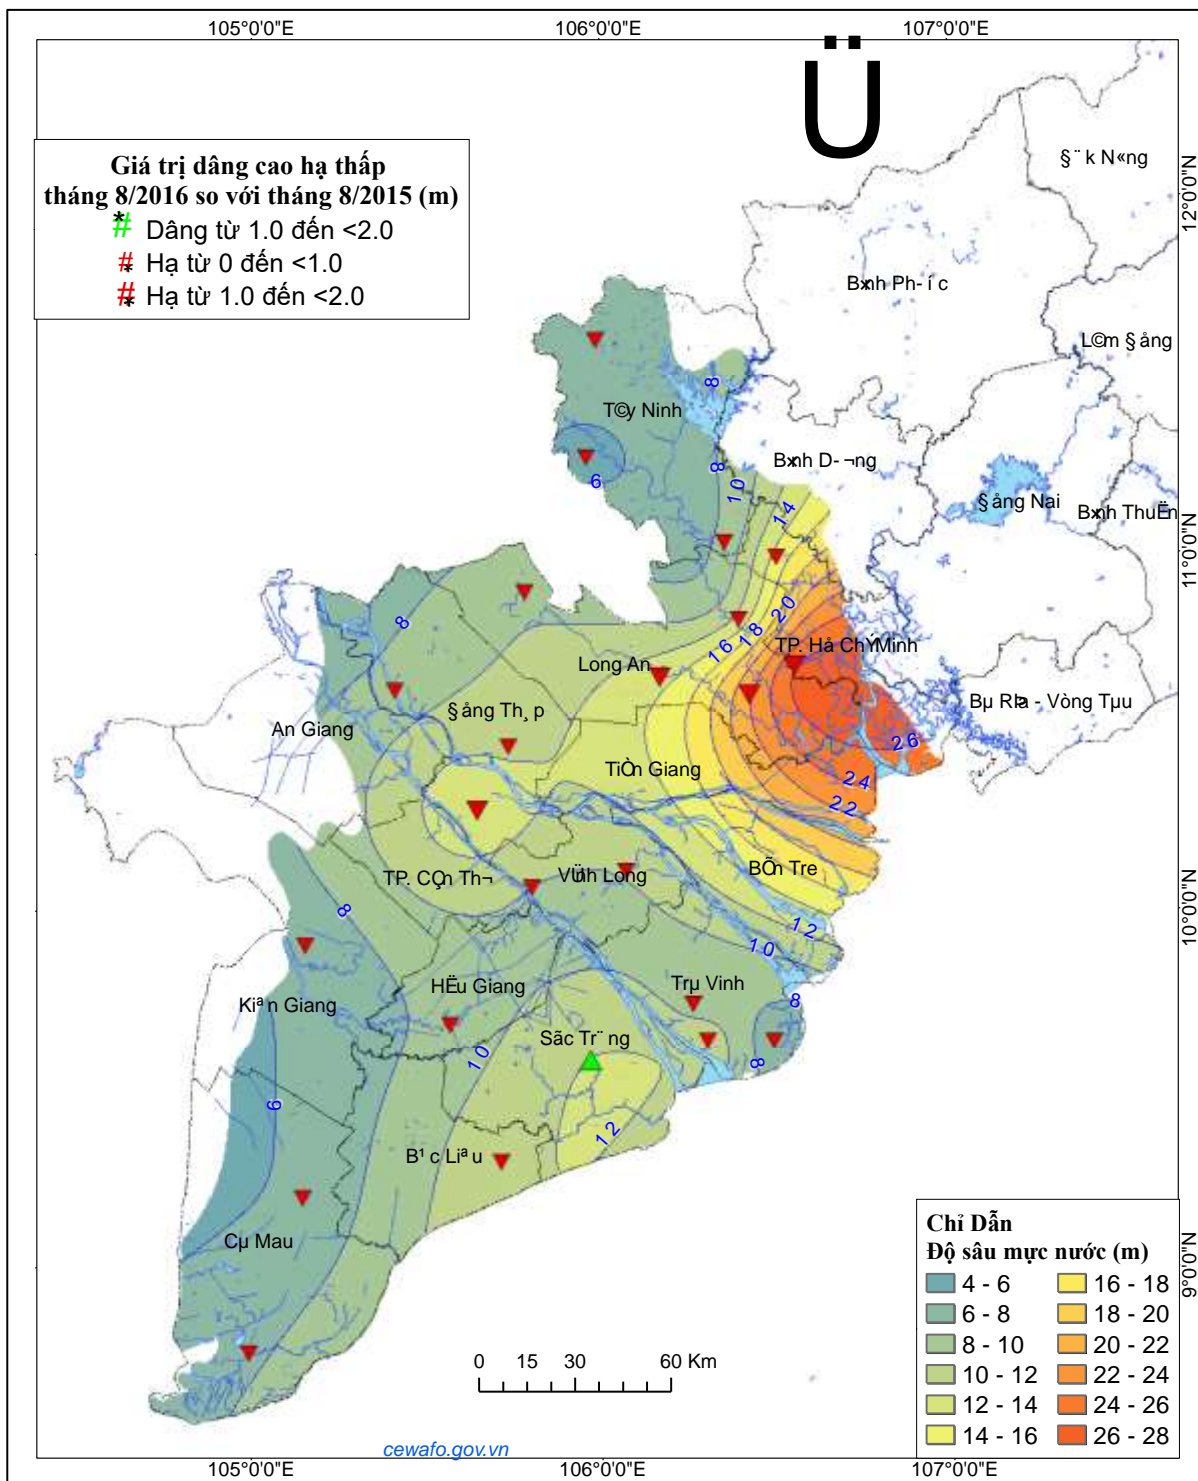 105°0'0"E 106°0'0"E 107°0'0"E
Ü
Giá trị dâng cao hạ thấp
tháng 8/2016 so với tháng 8/2015 (m)
Dâng từ 1.0 đến <2.0
Hạ từ 0 đến <1.0
Hạ từ 1.0 đến <2.0
12°0'0"N
11°0'0"N
10°0'0"N
9°0'0"N
§¨k N«ng
B×nh Ph-íc
L©m §ång
T©y Ninh
B×nh D-¬ng
§ång Nai
B×nh ThuËn
TP. Hå ChÝ Minh
Long An
Bµ RÞa - Vòng Tµu
§ång Th¸p
An Giang
TiÒn Giang
BÕn Tre
VÜnh Long
TP. CÇn Th¬
HËu Giang
Trµ Vinh
Kiªn Giang
Sãc Tr¨ng
B¹c Liªu
Cµ Mau
8
6
8
10
14
20
18
16
8
26
24
22
12
10
8
8
8
10
6
12
Chỉ Dẫn
Độ sâu mực nước (m)
4 - 6
6 - 8
8 - 10
10 - 12
12 - 14
14 - 16
16 - 18
18 - 20
20 - 22
22 - 24
24 - 26
26 - 28
0 15 30 60 Km
cewafo.gov.vn
105°0'0"E 106°0'0"E 107°0'0"E